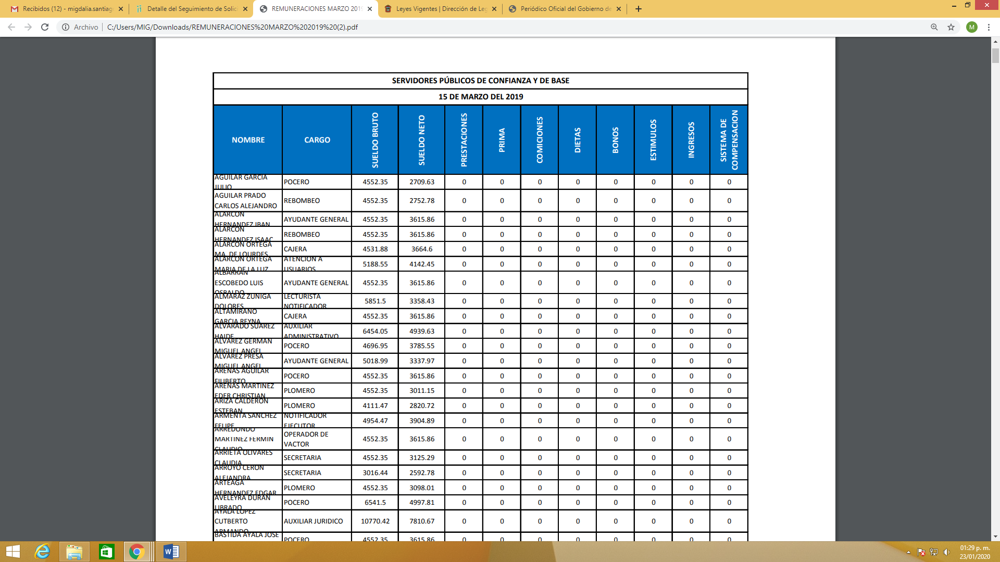 Recibidos (12) - migdalia.santiag
Detalle del Seguimiento de Solici
REMUNERACIONES MARZO 201
Leyes Vigentes | Dirección de Leg
Periódico Oficial del Gobierno de
Archivo
C:/Users/MIG/Downloads/REMUNERACIONES%20MARZO%202019%20(2).pdf
M
SERVIDORES PÚBLICOS DE CONFIANZA Y DE BASE
15 DE MARZO DEL 2019
NOMBRE CARGO SUELDO BRUTO SUELDO NETO PRESTACIONES PRIMA COMICIONES DIETAS BONOS ESTIMULOS INGRESOS SISTEMA DE COMPENSACION
AGUILAR GARCIA JULIO POCERO 4552.35 2709.63 0 0 0 0 0 0 0 0
AGUILAR PRADO CARLOS ALEJANDRO REBOMBEO 4552.35 2752.78 0 0 0 0 0 0 0 0
ALARCON HERNANDEZ IBAN AYUDANTE GENERAL 4552.35 3615.86 0 0 0 0 0 0 0 0
ALARCON HERNANDEZ ISAAC REBOMBEO 4552.35 3615.86 0 0 0 0 0 0 0 0
ALARCON ORTEGA MA. DE LOURDES CAJERA 4531.88 3664.6 0 0 0 0 0 0 0 0
ALARCON ORTEGA MARIA DE LA LUZ ATENCION A USUARIOS 5188.55 4142.45 0 0 0 0 0 0 0 0
ALBARRAN ESCOBEDO LUIS OSBALDO AYUDANTE GENERAL 4552.35 3615.86 0 0 0 0 0 0 0 0
ALMARAZ ZUÑIGA DOLORES LECTURISTA NOTIFICADOR 5851.5 3358.43 0 0 0 0 0 0 0 0
ALTAMIRANO GARCIA REYNA CAJERA 4552.35 3615.86 0 0 0 0 0 0 0 0
ALVARADO SUAREZ HAIDE AUXILIAR ADMINISTRATIVO 6454.05 4939.63 0 0 0 0 0 0 0 0
ALVAREZ GERMAN MIGUEL ANGEL POCERO 4696.95 3785.55 0 0 0 0 0 0 0 0
ALVAREZ PRESA MIGUEL ANGEL AYUDANTE GENERAL 5018.99 3337.97 0 0 0 0 0 0 0 0
ARENAS AGUILAR FILIBERTO POCERO 4552.35 3615.86 0 0 0 0 0 0 0 0
ARENAS MARTINEZ EDER CHRISTIAN PLOMERO 4552.35 3011.15 0 0 0 0 0 0 0 0
ARIZA CALDERON ESTEBAN PLOMERO 4111.47 2820.72 0 0 0 0 0 0 0 0
ARMENTA SANCHEZ FELIPE NOTIFICADOR EJECUTOR 4954.47 3904.89 0 0 0 0 0 0 0 0
ARREDONDO MARTINEZ FERMIN CLAUDIO OPERADOR DE VACTOR 4552.35 3615.86 0 0 0 0 0 0 0 0
ARRIETA OLIVARES CLAUDIA SECRETARIA 4552.35 3125.29 0 0 0 0 0 0 0 0
ARROYO CERON ALEJANDRA SECRETARIA 3016.44 2592.78 0 0 0 0 0 0 0 0
ARTEAGA HERNANDEZ EDGAR PLOMERO 4552.35 3098.01 0 0 0 0 0 0 0 0
AVELEYRA DURAN LIBRADO POCERO 6541.5 4997.81 0 0 0 0 0 0 0 0
AYALA LOPEZ CUTBERTO ARMANDO AUXILIAR JURIDICO 10770.42 7810.67 0 0 0 0 0 0 0 0
BASTIDA AYALA JOSE POCERO 4552.35 3615.86 0 0 0 0 0 0 0 0
01:29 p. m.
23/01/2020